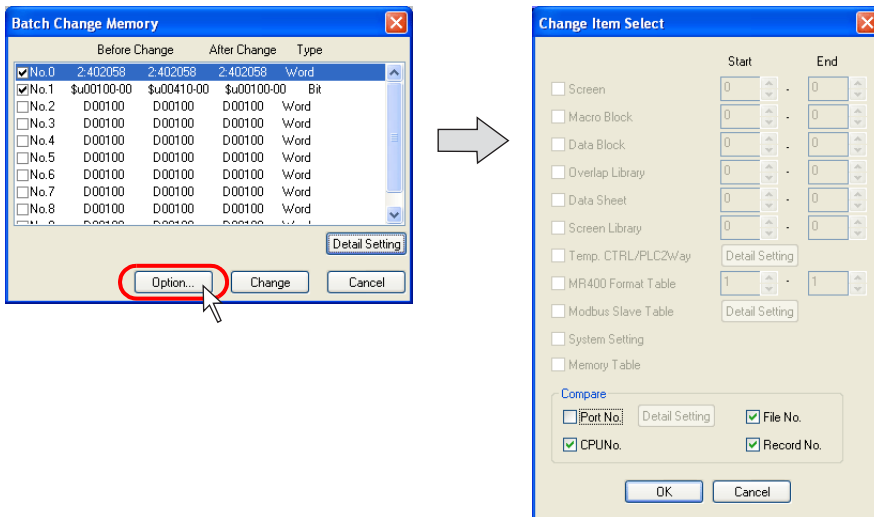 Batch Change Memory
Before Change After Change Type
No.0 2:402058 2:402058 2:402058 Word
No.1 $u00100-00 $u00410-00 $u00100-00 Bit
No.2 D00100 D00100 D00100 Word
No.3 D00100 D00100 D00100 Word
No.4 D00100 D00100 D00100 Word
No.5 D00100 D00100 D00100 Word
No.6 D00100 D00100 D00100 Word
No.7 D00100 D00100 D00100 Word
No.8 D00100 D00100 D00100 Word
Detail Setting
Option... Change Cancel
Change Item Select
Start End
Screen 0 - 0
Macro Block 0 - 0
Data Block 0 - 0
Overlap Library 0 - 0
Data Sheet 0 - 0
Screen Library 0 - 0
Temp. CTRL/PLC2Way Detail Setting
MR400 Format Table 1 - 1
Modbus Slave Table Detail Setting
System Setting
Memory Table
Compare
Port No. Detail Setting File No.
CPUNo. Record No.
OK Cancel